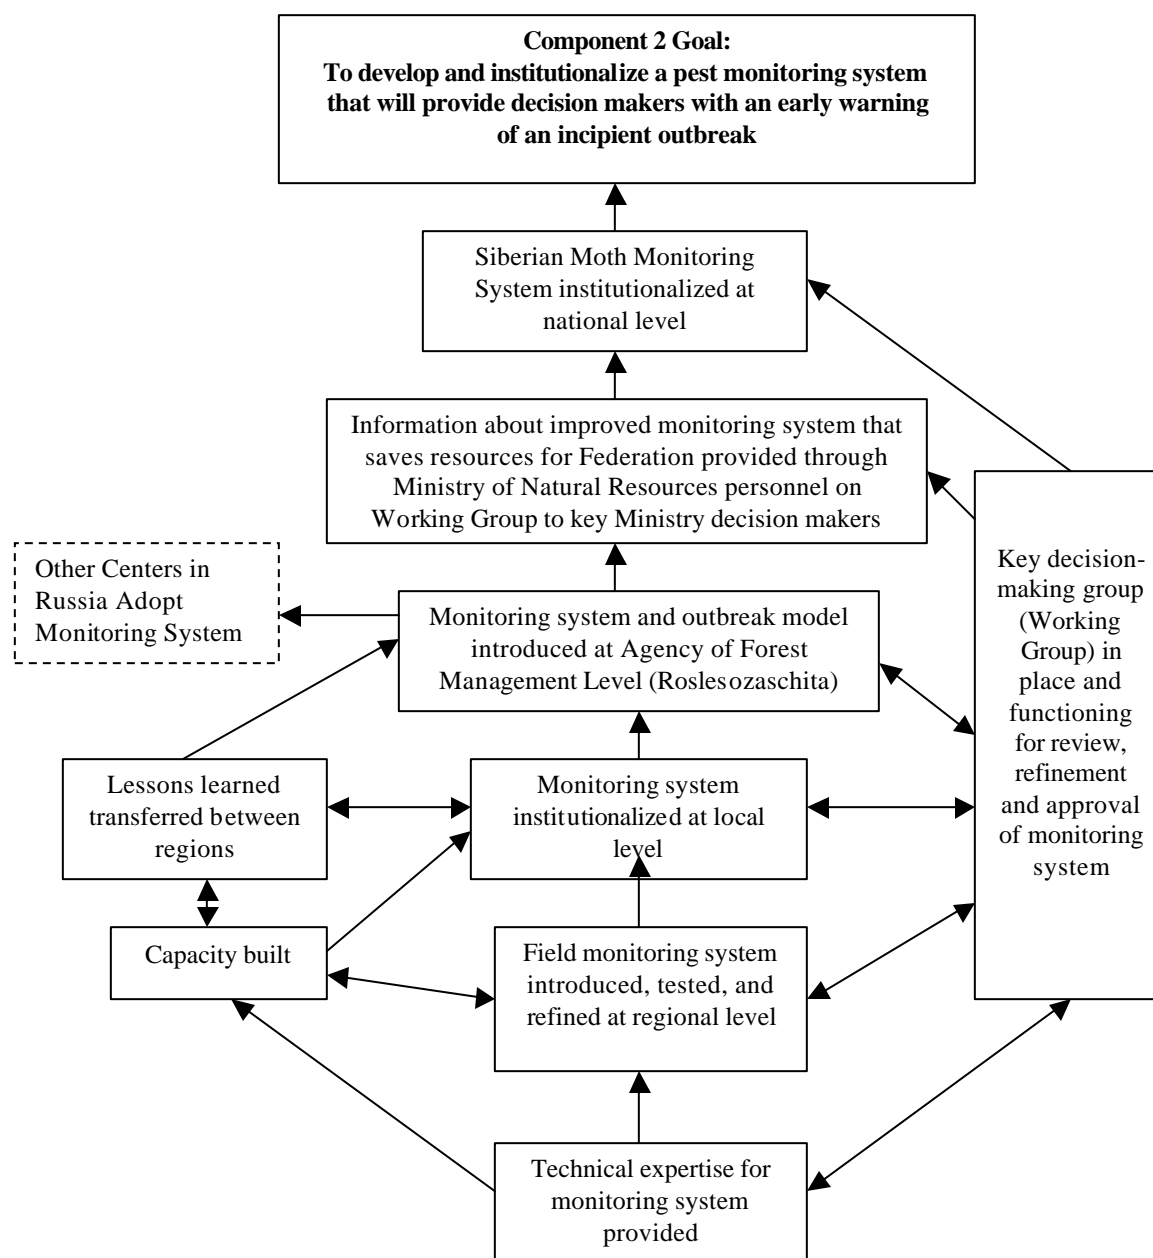 Component 2 Goal:
To develop and institutionalize a pest monitoring system
that will provide decision makers with an early warning
of an incipient outbreak
Siberian Moth Monitoring
System institutionalized at
national level
Information about improved monitoring system that
saves resources for Federation provided through
Ministry of Natural Resources personnel on
Working Group to key Ministry decision makers
Key decision-
making group
(Working
Group) in
place and
functioning
for review,
refinement
and approval
of monitoring
system
Other Centers in
Russia Adopt
Monitoring System
Monitoring system and outbreak model
introduced at Agency of Forest
Management Level (Roslesozaschita)
Lessons learned
transferred between
regions
Monitoring system
institutionalized at local
level
Capacity built
Field monitoring system
introduced, tested, and
refined at regional level
Technical expertise for
monitoring system
provided